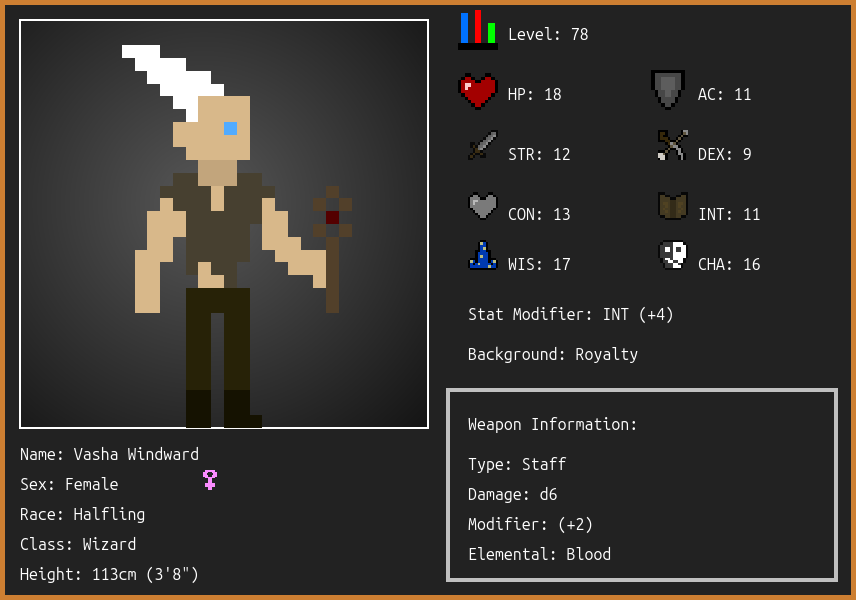 Level: 78
HP: 18
AC: 11
STR: 12
DEX: 9
CON: 13
INT: 11
WIS: 17
CHA: 16
Stat Modifier: INT (+4)
Background: Royalty
Weapon Information:
Type: Staff
Damage: d6
Modifier: (+2)
Elemental: Blood
Name: Vasha Windward
Sex: Female
Race: Halfling
Class: Wizard
Height: 113cm (3'8")